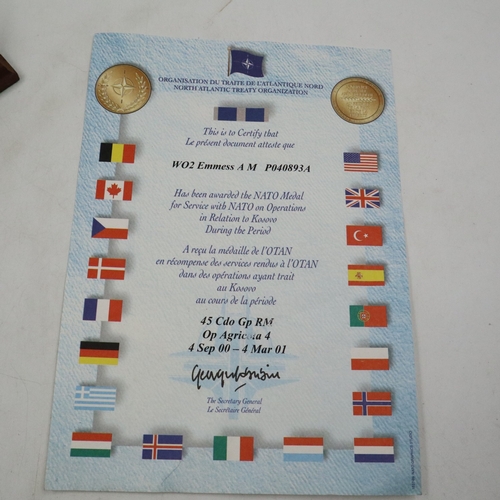 ORGANISATION DU TRAITE DE L'ATLANTIQUE NORD
NORTH ATLANTIC TREATY ORGANIZATION
This is to Certify that
Le présent document atteste que
WO2 Emmess A M P040893A
Has been awarded the NATO Medal
for Service with NATO on Operations
in Relation to Kosovo
During the Period
A reçu la médaille de l'OTAN
en récompense des services rendus à l'OTAN
dans des opérations ayant trait
au Kosovo
au cours de la période
45 Cdo Gp RM
Op Agricola 4
4 Sep 00 – 4 Mar 01
The Secretary General
Le Secrétaire Général